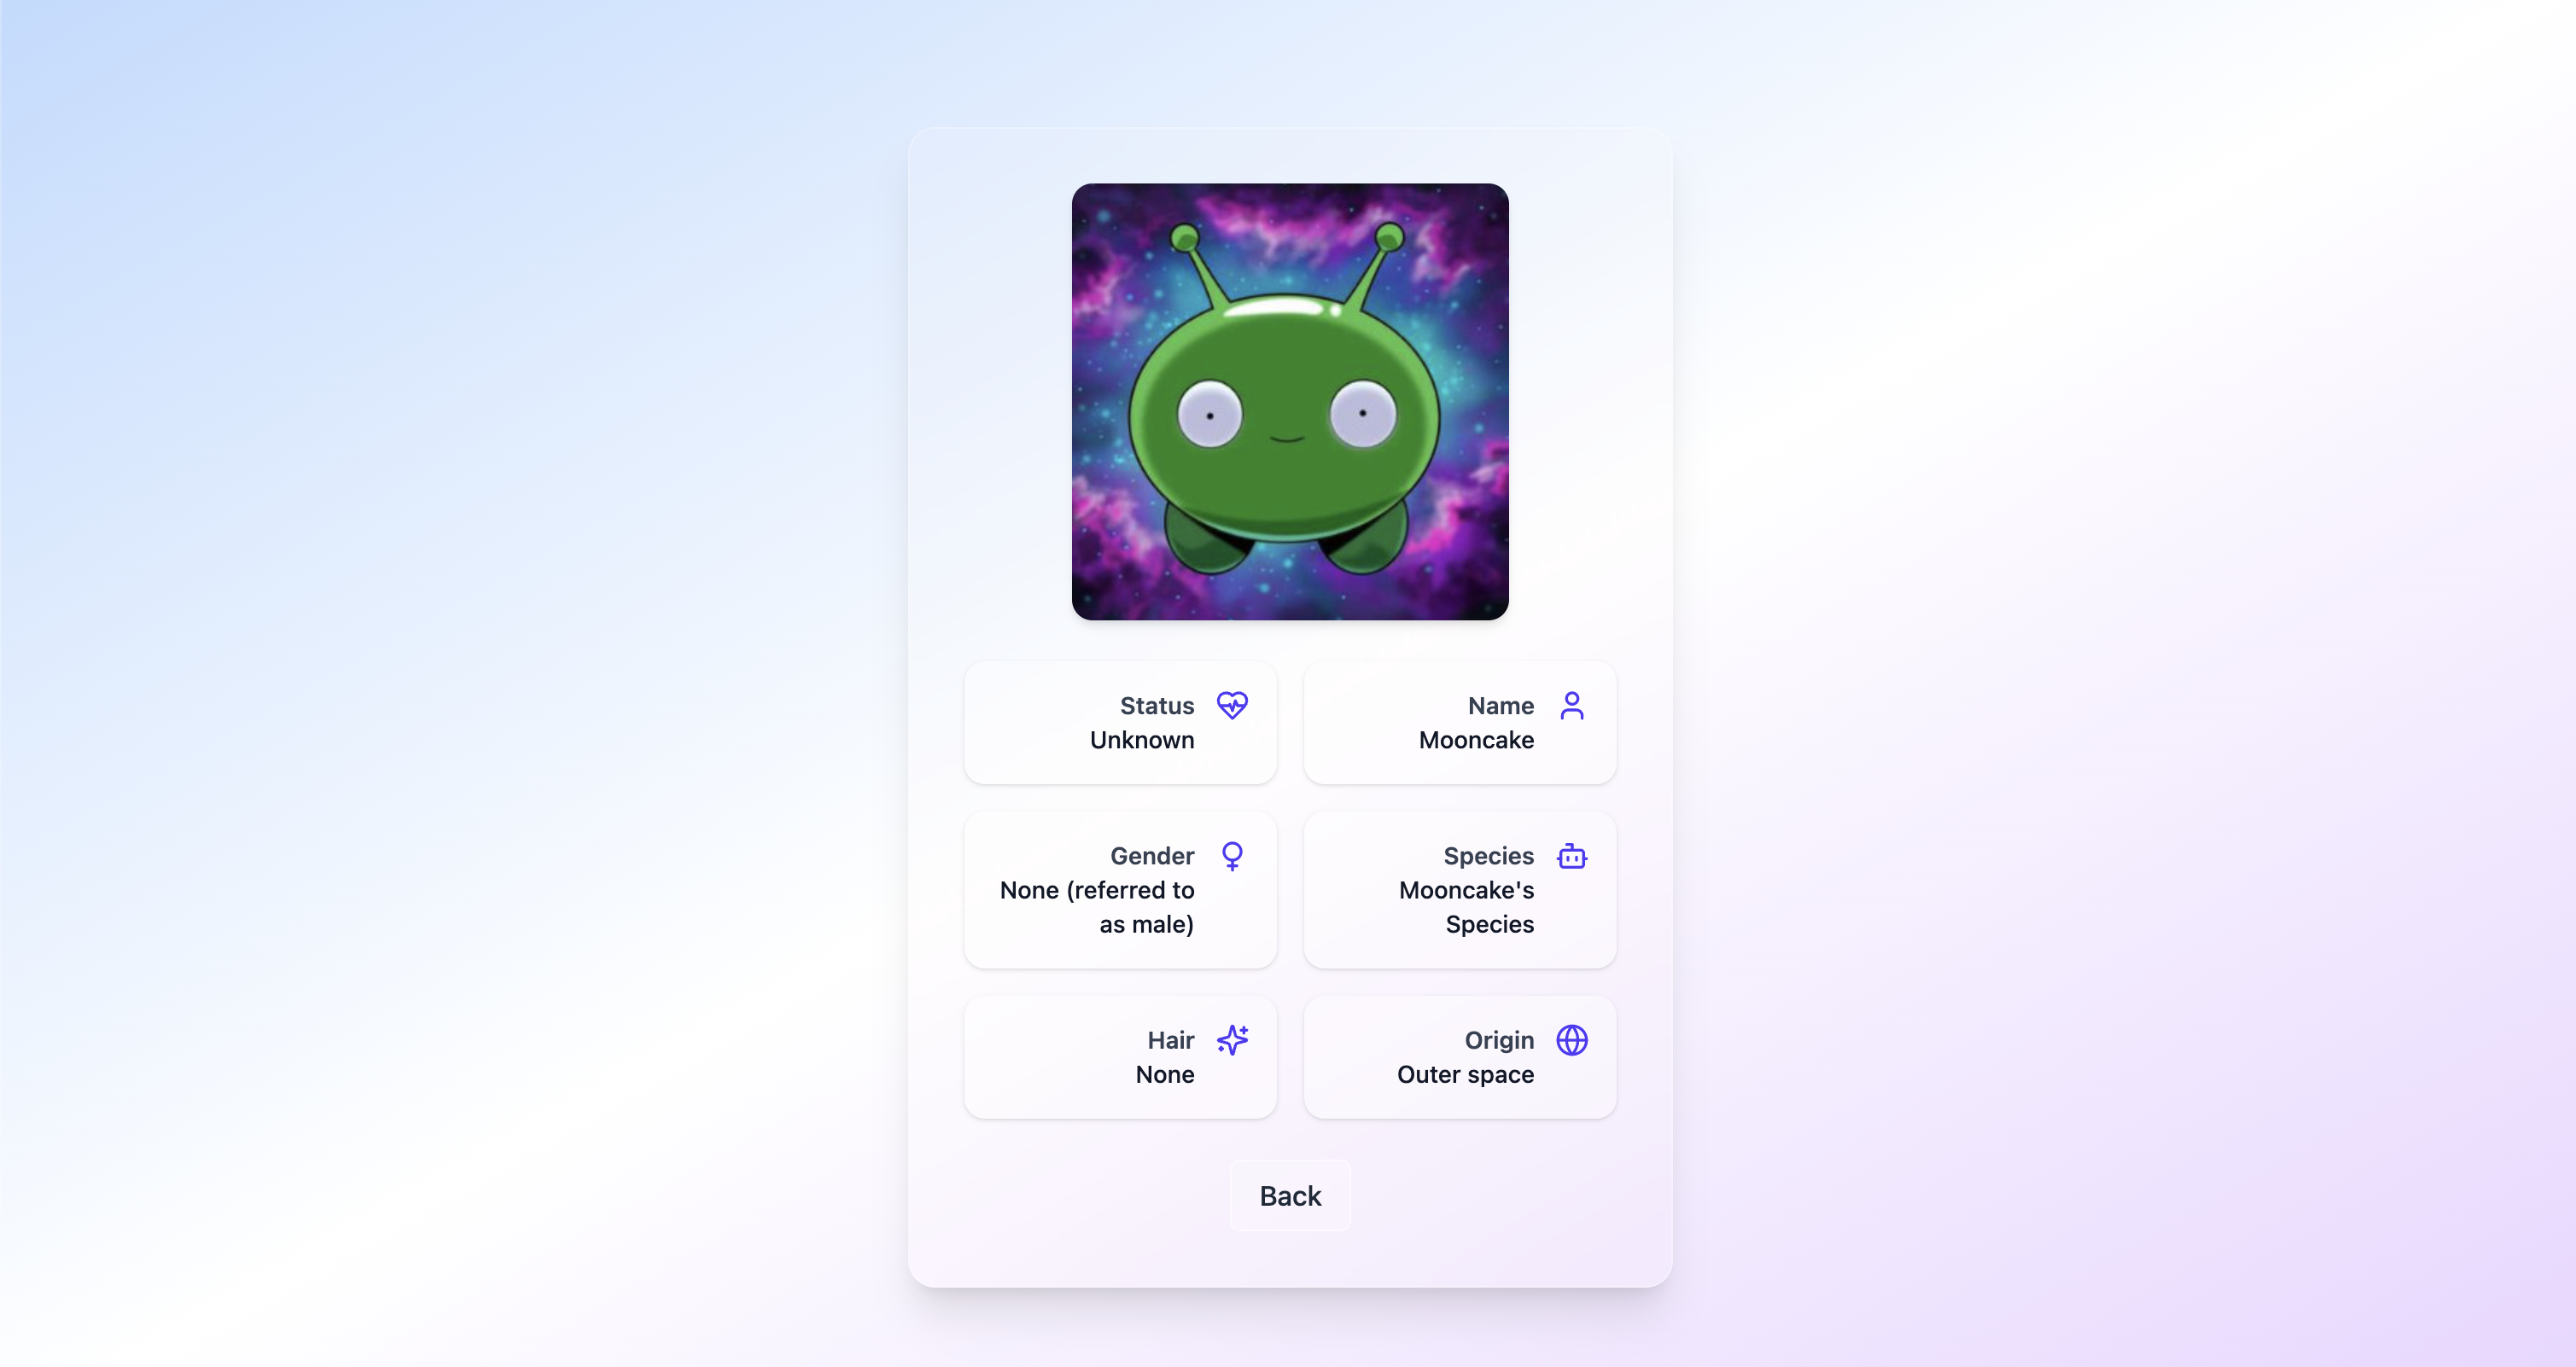 Name
Mooncake
Status
Unknown
Species
Mooncake's
Species
Gender
None (referred to
as male)
Origin
Outer space
Hair
None
Back